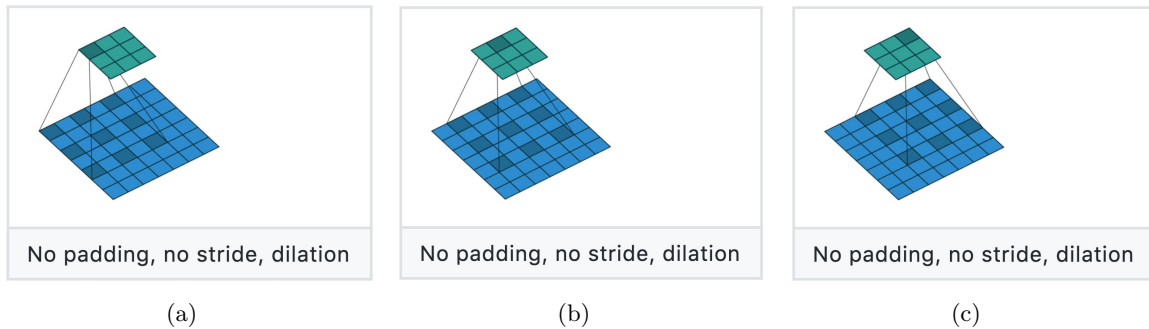 No padding, no stride, dilation
No padding, no stride, dilation
No padding, no stride, dilation
(a)
(b)
(c)